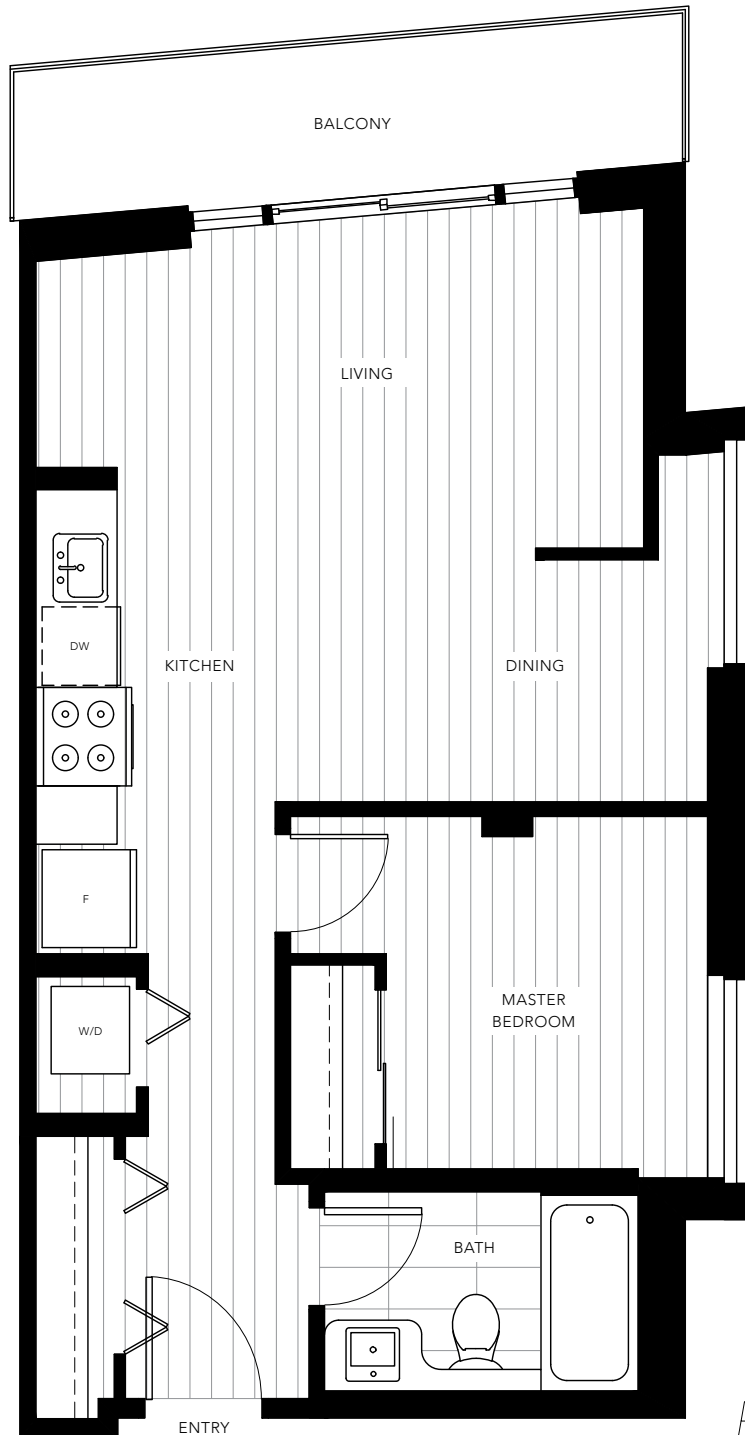 BALCONY
LIVING
DW
KITCHEN
DINING
F
MASTER
BEDROOM
W/D
BATH
ENTRY